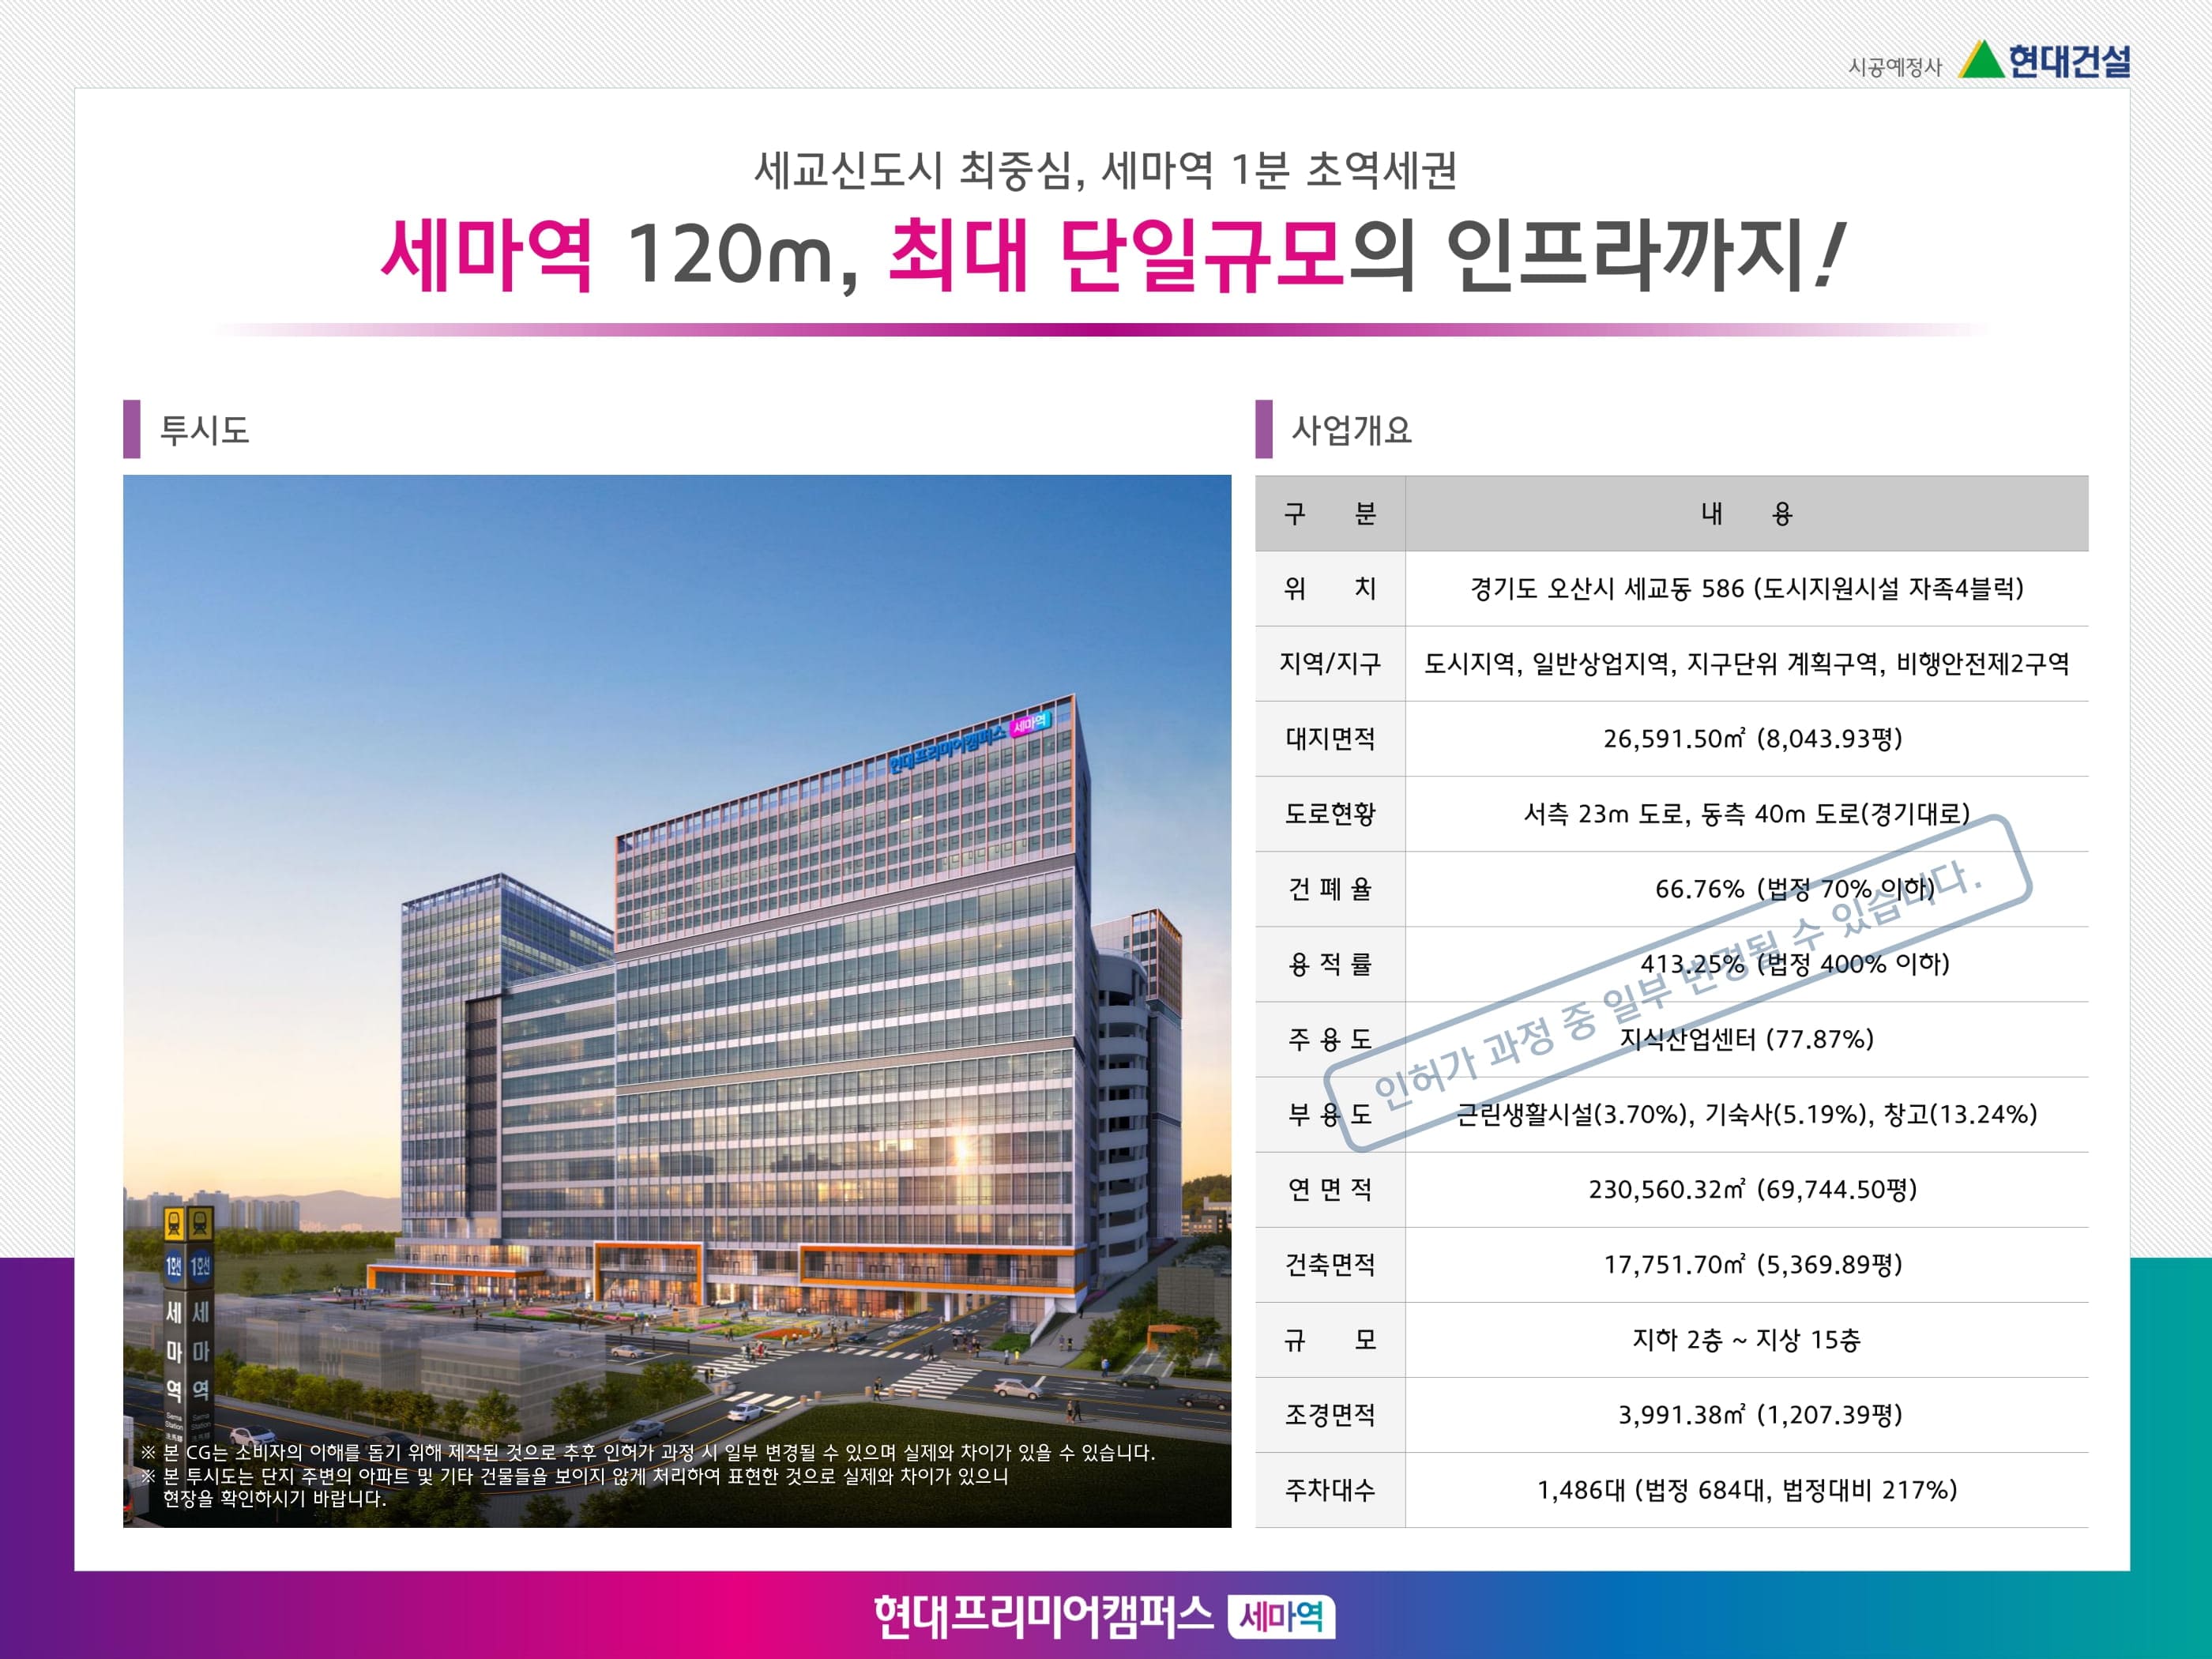 시공예정사 현대건설
세교신도시 최중심, 세마역 1분 초역세권
세마역 120m, 최대 단일규모의 인프라까지!
투시도
현대프리미어캠퍼스 세마역
1호선 1호선
세마역 세마역
Sema Station Sema Station
※ 본 CG는 소비자의 이해를 돕기 위해 제작된 것으로 추후 인허가 과정 시 일부 변경될 수 있으며 실제와 차이가 있을 수 있습니다.
※ 본 투시도는 단지 주변의 아파트 및 기타 건물들을 보이지 않게 처리하여 표현한 것으로 실제와 차이가 있으니
현장을 확인하시기 바랍니다.
사업개요
구 분 내 용
위 치 경기도 오산시 세교동 586 (도시지원시설 자족4블럭)
지역/지구 도시지역, 일반상업지역, 지구단위 계획구역, 비행안전제2구역
대지면적 26,591.50㎡ (8,043.93평)
도로현황 서측 23m 도로, 동측 40m 도로(경기대로)
건 폐 율 66.76% (법정 70% 이하)
용 적 률 413.25% (법정 400% 이하)
주 용 도 지식산업센터 (77.87%)
부 용 도 근린생활시설(3.70%), 기숙사(5.19%), 창고(13.24%)
연 면 적 230,560.32㎡ (69,744.50평)
건축면적 17,751.70㎡ (5,369.89평)
규 모 지하 2층 ~ 지상 15층
조경면적 3,991.38㎡ (1,207.39평)
주차대수 1,486대 (법정 684대, 법정대비 217%)
인허가 과정 중 일부 변경될 수 있습니다.
현대프리미어캠퍼스 세마역